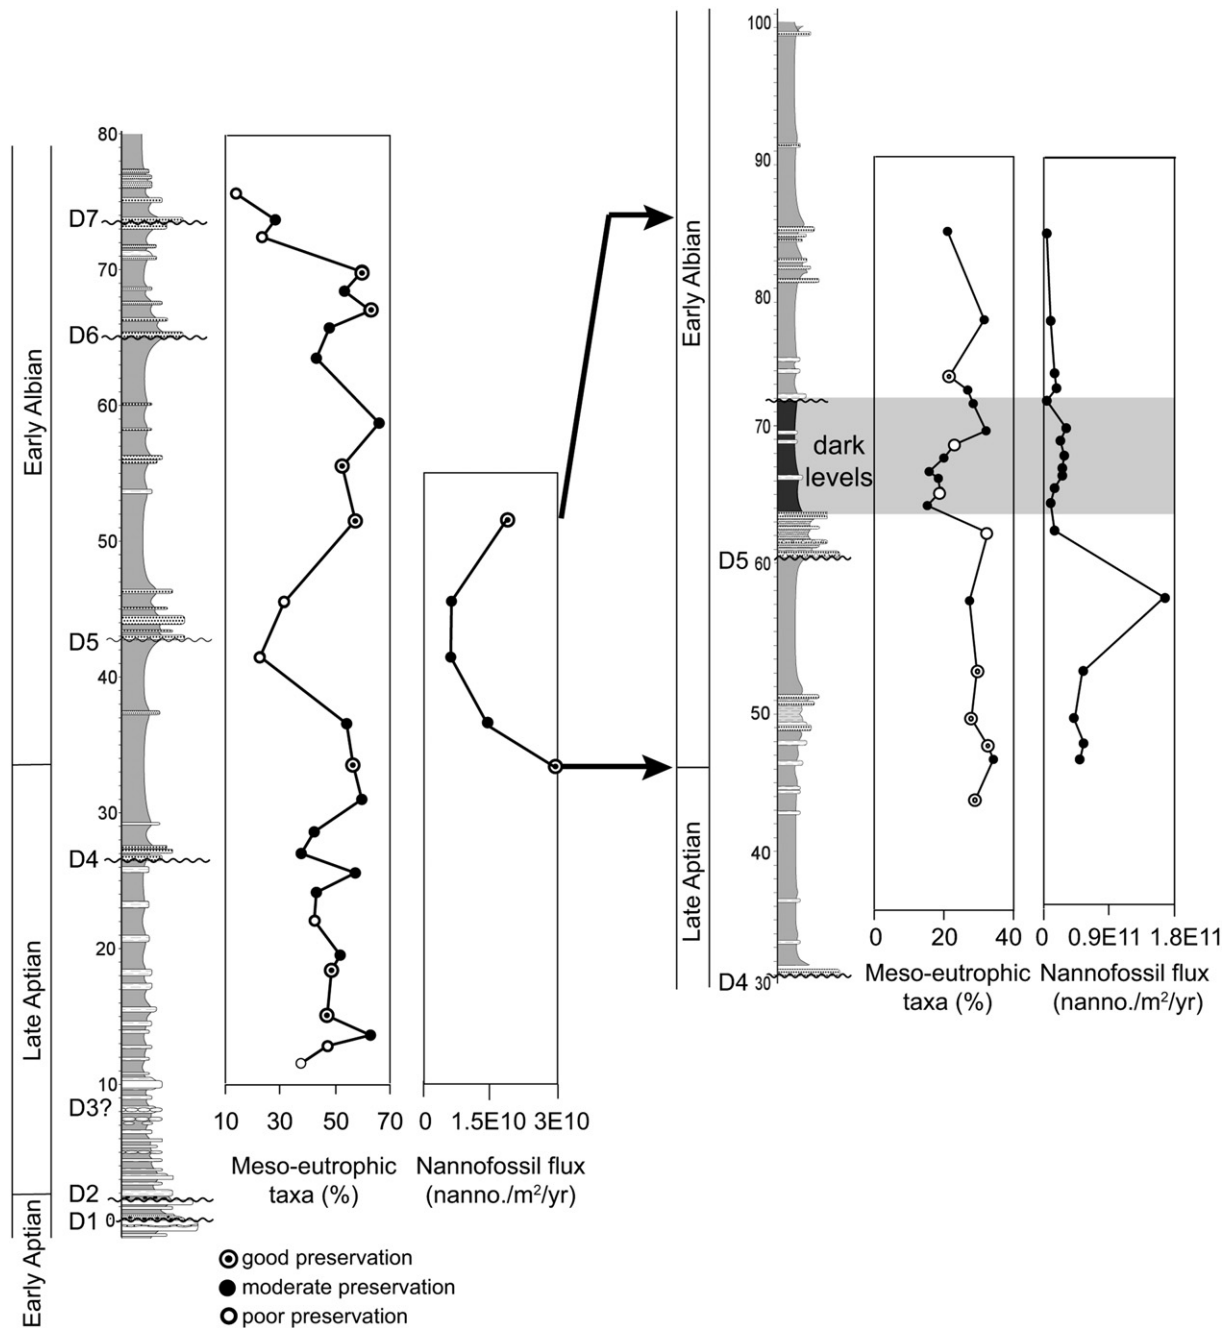 80
70
60
50
40
30
20
10
0
Early Albian
Late Aptian
Early Aptian
D7
D6
D5
D4
D3?
D2
D1
10 30 50 70
Meso-eutrophic
taxa (%)
0 1.5E10 3E10
Nannofossil flux
(nanno./m²/yr)
good preservation
moderate preservation
poor preservation
Early Albian
Late Aptian
100
90
80
70
60
50
40
30
D5
D4
dark
levels
0 20 40
Meso-eutrophic
taxa (%)
0 0.9E11 1.8E11
Nannofossil flux
(nanno./m²/yr)